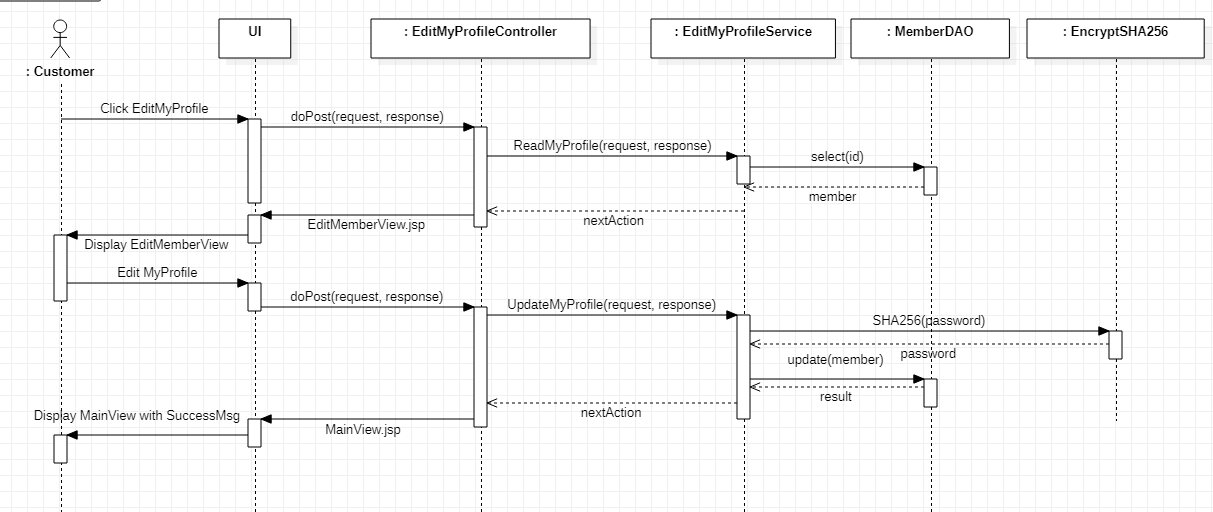 UI
: EditMyProfileController
: EditMyProfileService
: MemberDAO
: EncryptSHA256
: Customer
Click EditMyProfile
doPost(request, response)
ReadMyProfile(request, response)
select(id)
member
nextAction
EditMemberView.jsp
Display EditMemberView
Edit MyProfile
doPost(request, response)
UpdateMyProfile(request, response)
SHA256(password)
password
update(member)
result
nextAction
Display MainView with SuccessMsg
MainView.jsp